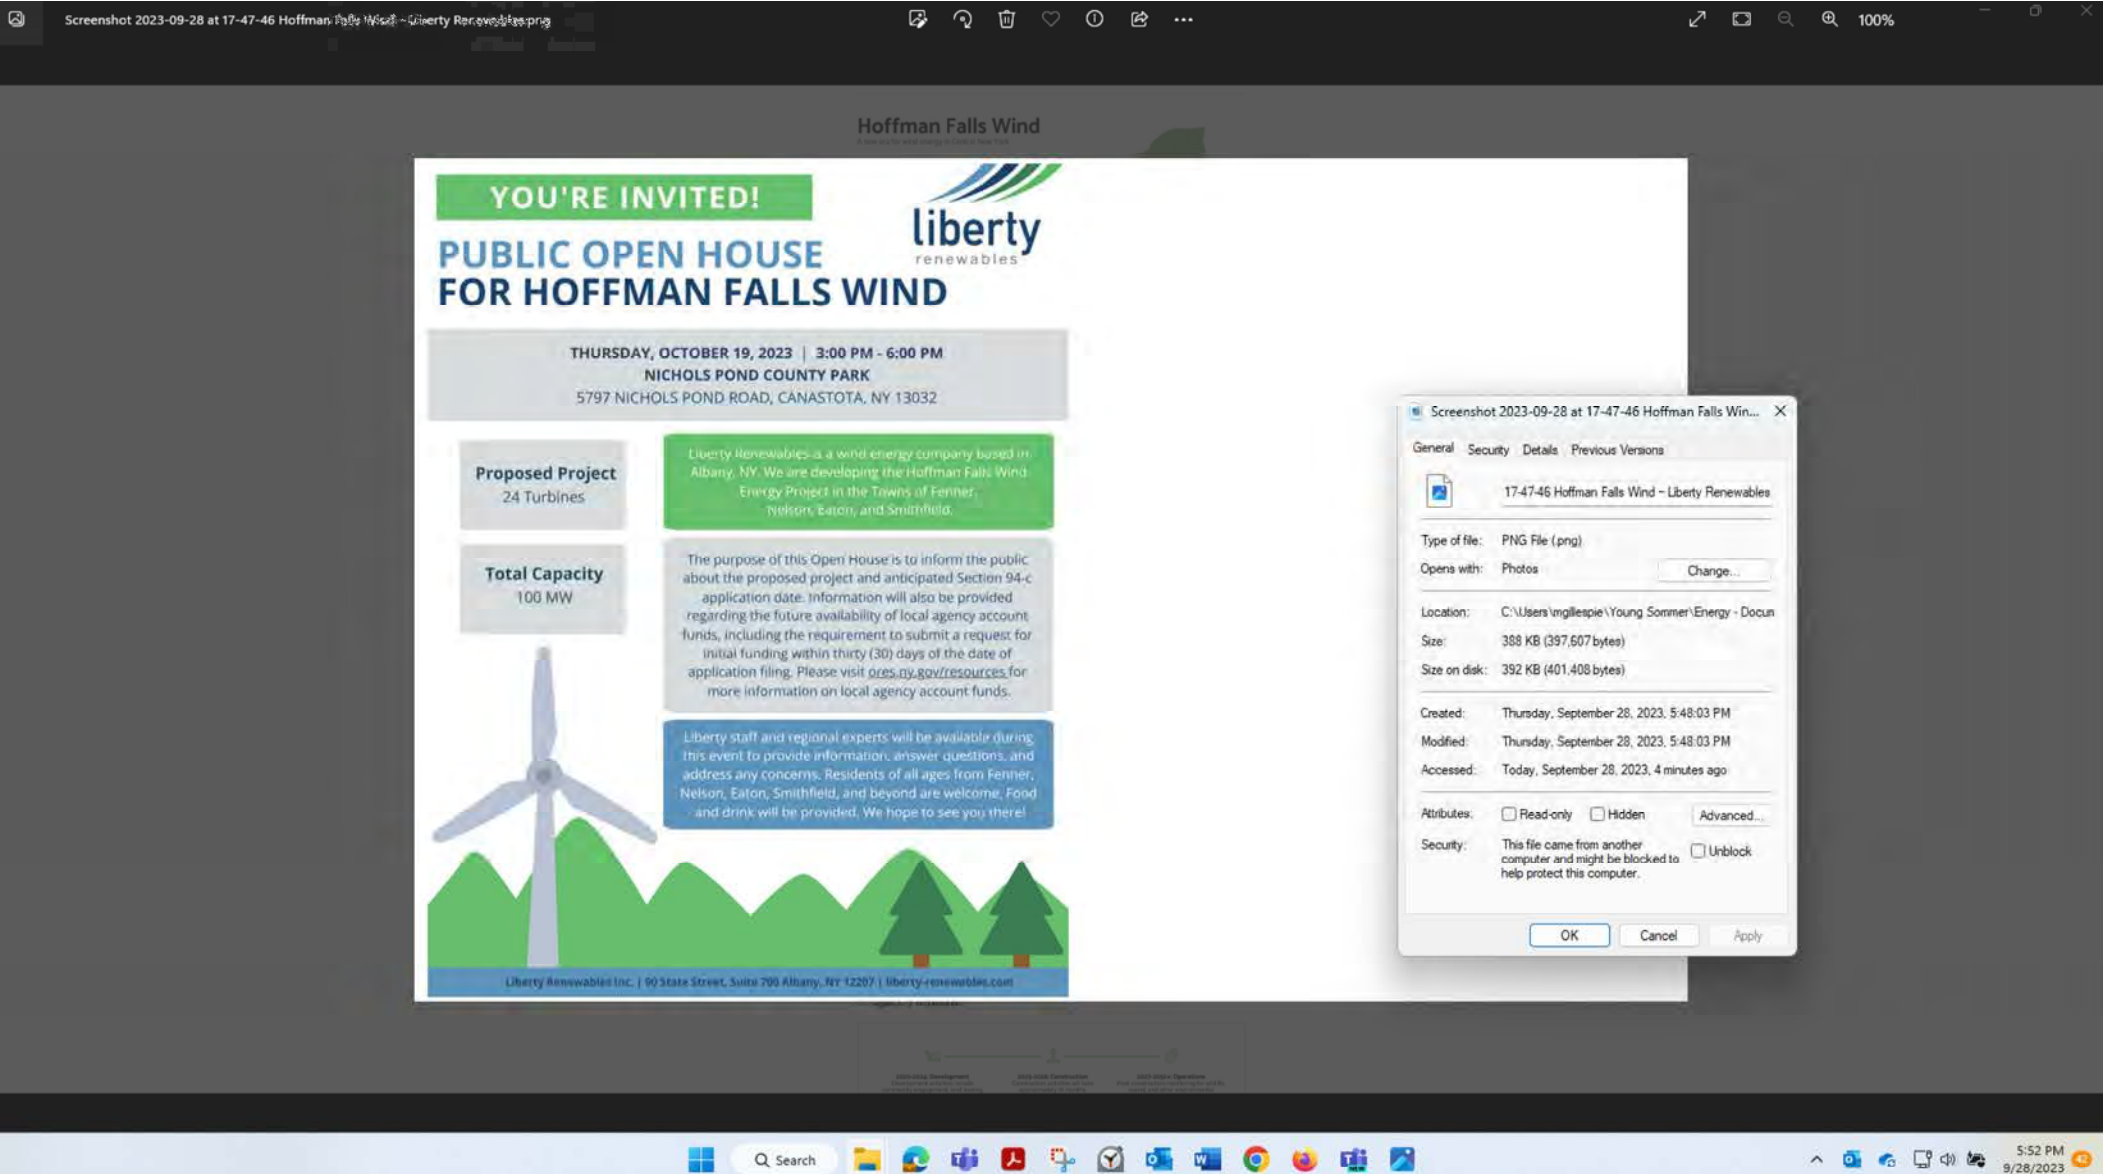 Screenshot 2023-09-28 at 17-47-46 Hoffman Falls Wind ~ Liberty Renewables.png
100%
Hoffman Falls Wind
YOU'RE INVITED!
liberty
renewables
PUBLIC OPEN HOUSE
FOR HOFFMAN FALLS WIND
THURSDAY, OCTOBER 19, 2023 | 3:00 PM - 6:00 PM
NICHOLS POND COUNTY PARK
5797 NICHOLS POND ROAD, CANASTOTA, NY 13032
Proposed Project
24 Turbines
Total Capacity
100 MW
Liberty Renewables is a wind energy company based in
Albany, NY. We are developing the Hoffman Falls Wind
Energy Project in the Towns of Fenner,
Nelson, Eaton, and Smithfield.
The purpose of this Open House is to inform the public
about the proposed project and anticipated Section 94-c
application date. Information will also be provided
regarding the future availability of local agency account
funds, including the requirement to submit a request for
initial funding within thirty (30) days of the date of
application filing. Please visit ores.ny.gov/resources for
more information on local agency account funds.
Liberty staff and regional experts will be available during
this event to provide information, answer questions, and
address any concerns. Residents of all ages from Fenner,
Nelson, Eaton, Smithfield, and beyond are welcome. Food
and drink will be provided. We hope to see you there!
Liberty Renewables Inc. | 90 State Street, Suite 700 Albany, NY 12207 | liberty-renewables.com
Screenshot 2023-09-28 at 17-47-46 Hoffman Falls Win...
General Security Details Previous Versions
17-47-46 Hoffman Falls Wind ~ Liberty Renewables
Type of file: PNG File (.png)
Opens with: Photos Change...
Location: C:\Users\mgillespie\Young Sommer\Energy - Docun
Size: 388 KB (397,607 bytes)
Size on disk: 392 KB (401,408 bytes)
Created: Thursday, September 28, 2023, 5:48:03 PM
Modified: Thursday, September 28, 2023, 5:48:03 PM
Accessed: Today, September 28, 2023, 4 minutes ago
Attributes: Read-only Hidden Advanced...
Security: This file came from another
computer and might be blocked to
help protect this computer.
Unblock
OK Cancel Apply
Search
5:52 PM
9/28/2023